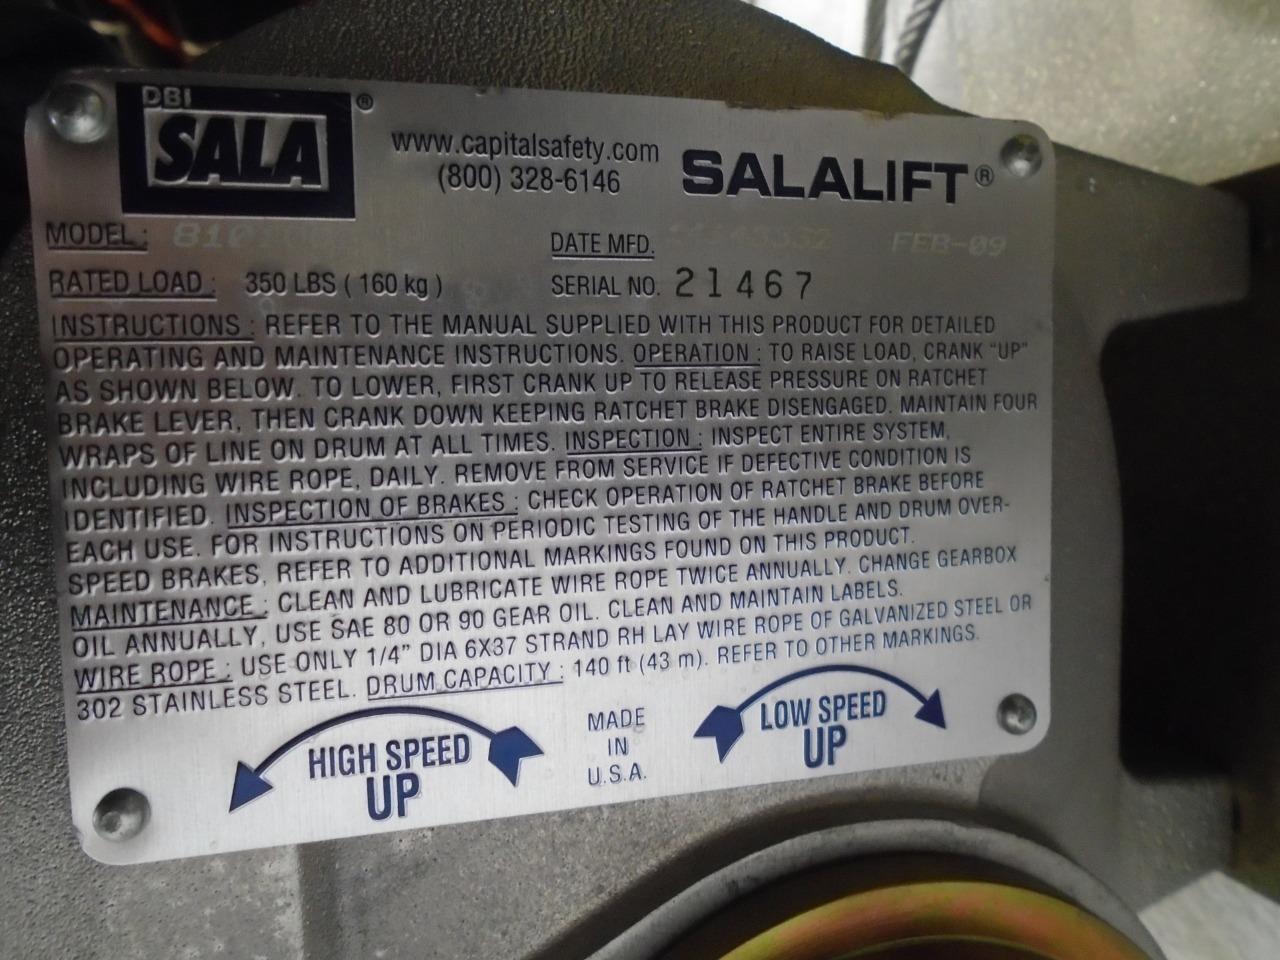 DBI
SALA ®
www.capitalsafety.com
(800) 328-6146
SALALIFT ®
MODEL:
DATE MFD. FEB-09
RATED LOAD : 350 LBS ( 160 kg ) SERIAL NO. 21467
INSTRUCTIONS : REFER TO THE MANUAL SUPPLIED WITH THIS PRODUCT FOR DETAILED
OPERATING AND MAINTENANCE INSTRUCTIONS. OPERATION : TO RAISE LOAD, CRANK "UP"
AS SHOWN BELOW. TO LOWER, FIRST CRANK UP TO RELEASE PRESSURE ON RATCHET
BRAKE LEVER, THEN CRANK DOWN KEEPING RATCHET BRAKE DISENGAGED. MAINTAIN FOUR
WRAPS OF LINE ON DRUM AT ALL TIMES. INSPECTION : INSPECT ENTIRE SYSTEM,
INCLUDING WIRE ROPE, DAILY. REMOVE FROM SERVICE IF DEFECTIVE CONDITION IS
IDENTIFIED. INSPECTION OF BRAKES : CHECK OPERATION OF RATCHET BRAKE BEFORE
EACH USE. FOR INSTRUCTIONS ON PERIODIC TESTING OF THE HANDLE AND DRUM OVER-
SPEED BRAKES, REFER TO ADDITIONAL MARKINGS FOUND ON THIS PRODUCT.
MAINTENANCE : CLEAN AND LUBRICATE WIRE ROPE TWICE ANNUALLY. CHANGE GEARBOX
OIL ANNUALLY, USE SAE 80 OR 90 GEAR OIL. CLEAN AND MAINTAIN LABELS.
WIRE ROPE : USE ONLY 1/4" DIA 6X37 STRAND RH LAY WIRE ROPE OF GALVANIZED STEEL OR
302 STAINLESS STEEL. DRUM CAPACITY : 140 ft (43 m). REFER TO OTHER MARKINGS.
HIGH SPEED
UP
MADE
IN
U.S.A.
LOW SPEED
UP